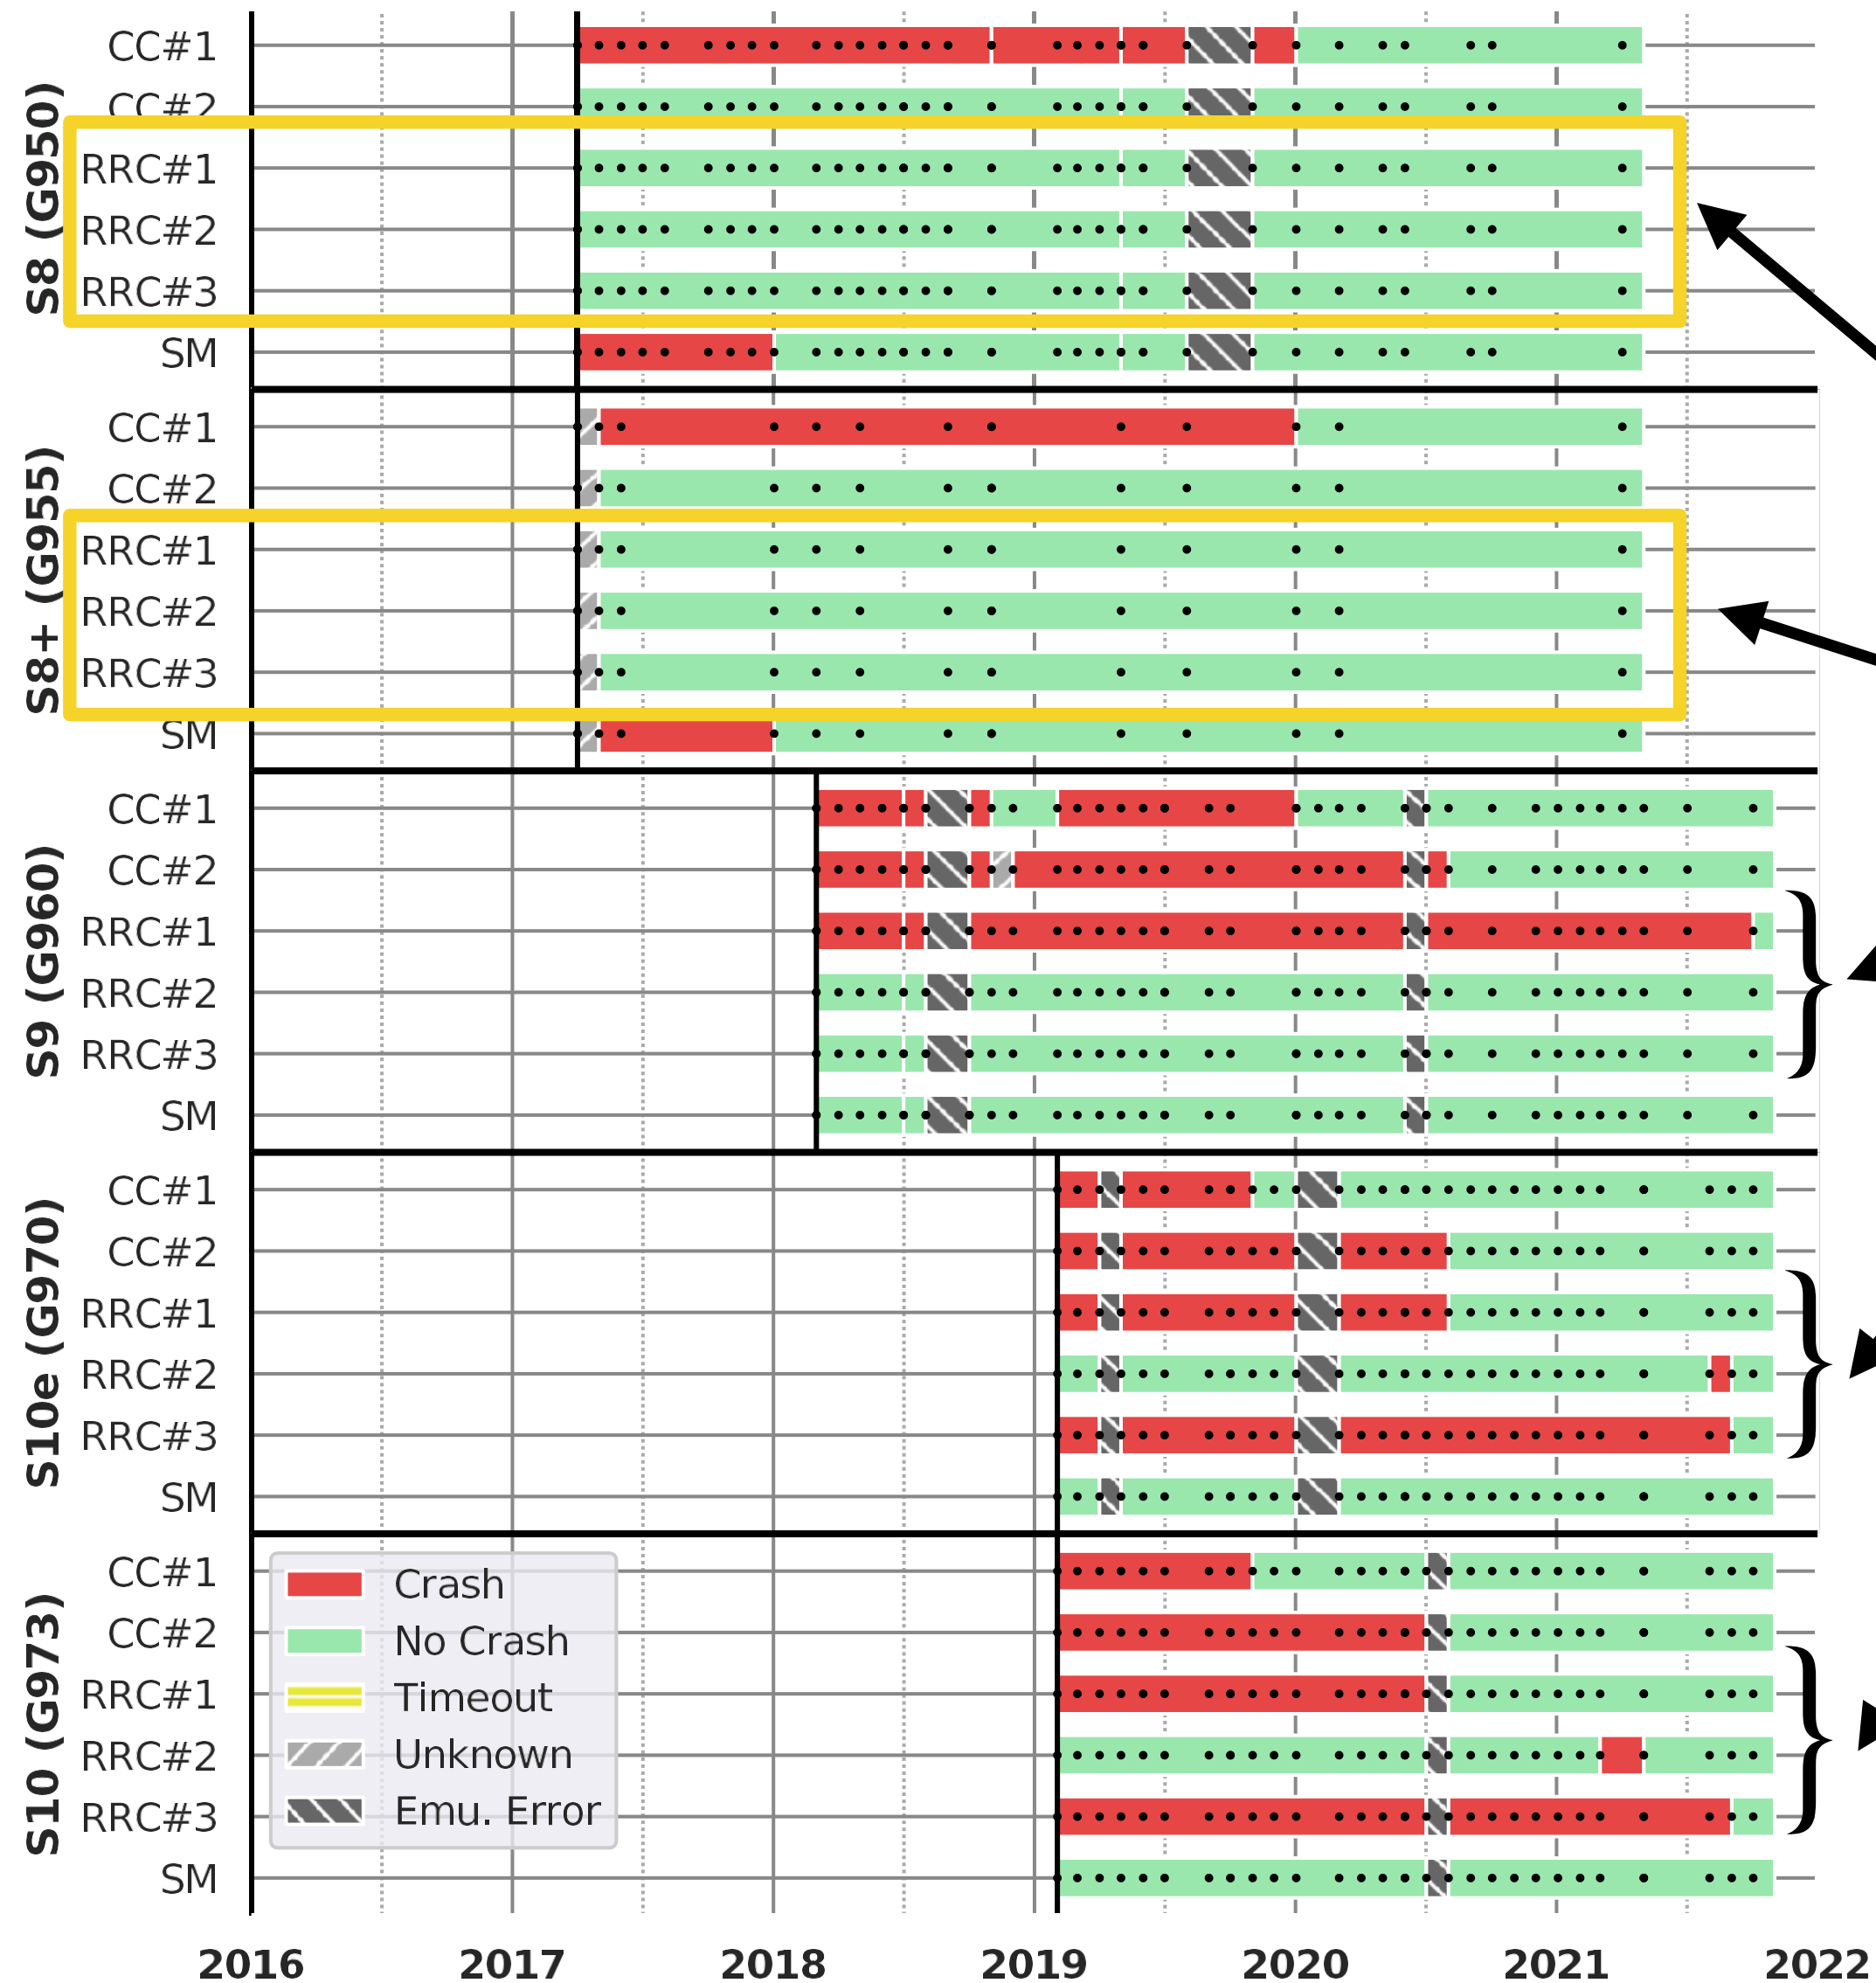 S8 (G950)
CC#1
CC#2
RRC#1
RRC#2
RRC#3
SM
S8+ (G955)
CC#1
CC#2
RRC#1
RRC#2
RRC#3
SM
S9 (G960)
CC#1
CC#2
RRC#1
RRC#2
RRC#3
SM
S10e (G970)
CC#1
CC#2
RRC#1
RRC#2
RRC#3
SM
S10 (G973)
CC#1
CC#2
RRC#1
RRC#2
RRC#3
SM
Crash
No Crash
Timeout
Unknown
Emu. Error
2016 2017 2018 2019 2020 2021 2022